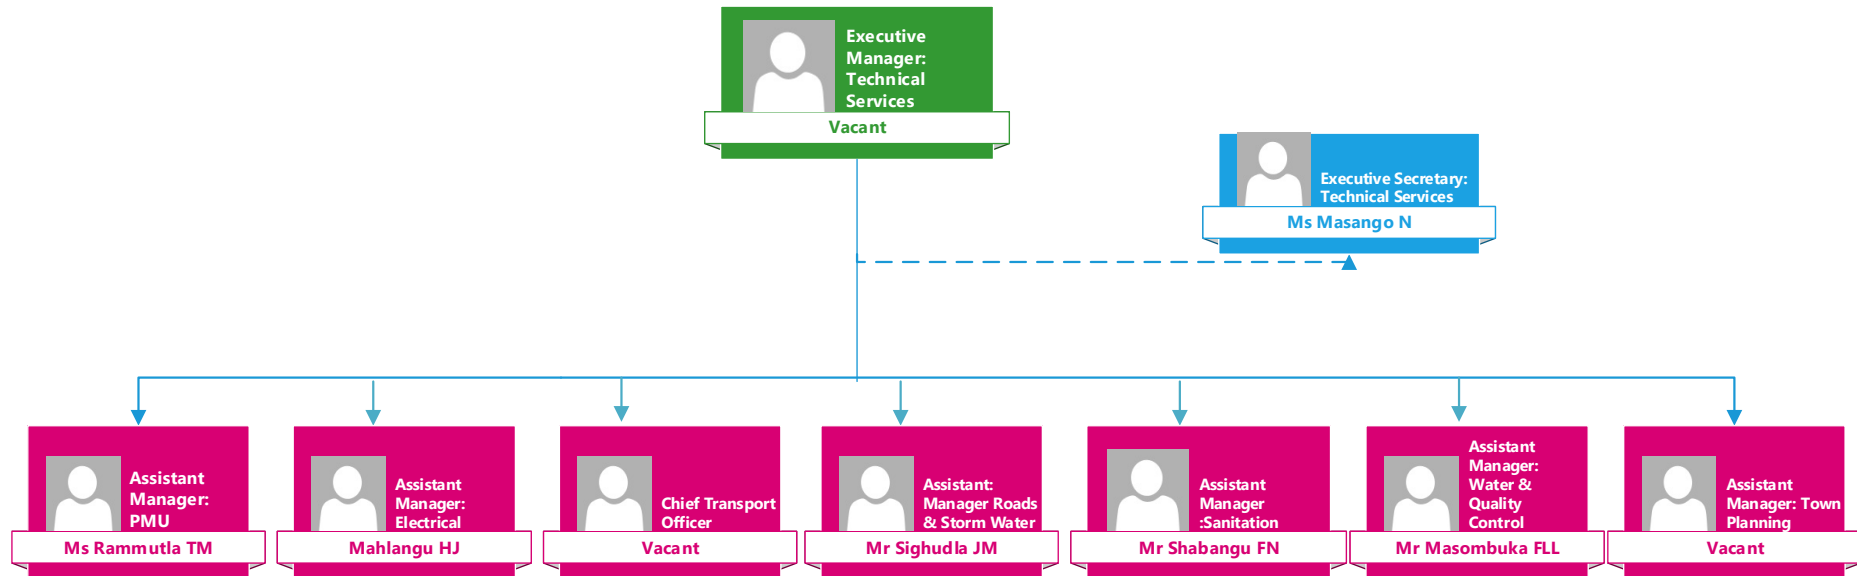 Executive
Manager:
Technical
Services
Vacant
Executive Secretary:
Technical Services
Ms Masango N
Assistant
Manager:
PMU
Ms Rammutla TM
Assistant
Manager:
Electrical
Mahlangu HJ
Chief Transport
Officer
Vacant
Assistant:
Manager Roads
& Storm Water
Mr Sighudla JM
Assistant
Manager
:Sanitation
Mr Shabangu FN
Assistant
Manager:
Water &
Quality
Control
Mr Masombuka FLL
Assistant
Manager: Town
Planning
Vacant